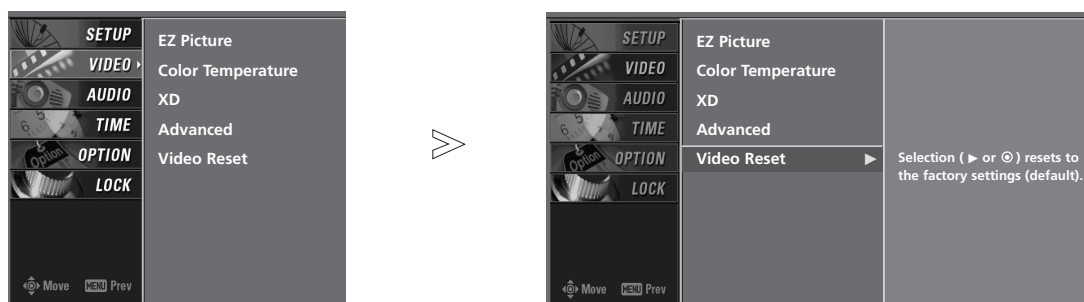 SETUP
VIDEO
AUDIO
TIME
OPTION
LOCK
EZ Picture
Color Temperature
XD
Advanced
Video Reset
Move MENU Prev
SETUP
VIDEO
AUDIO
TIME
OPTION
LOCK
EZ Picture
Color Temperature
XD
Advanced
Video Reset ▶
Selection ( ▶ or ⊙ ) resets to
the factory settings (default).
Move MENU Prev